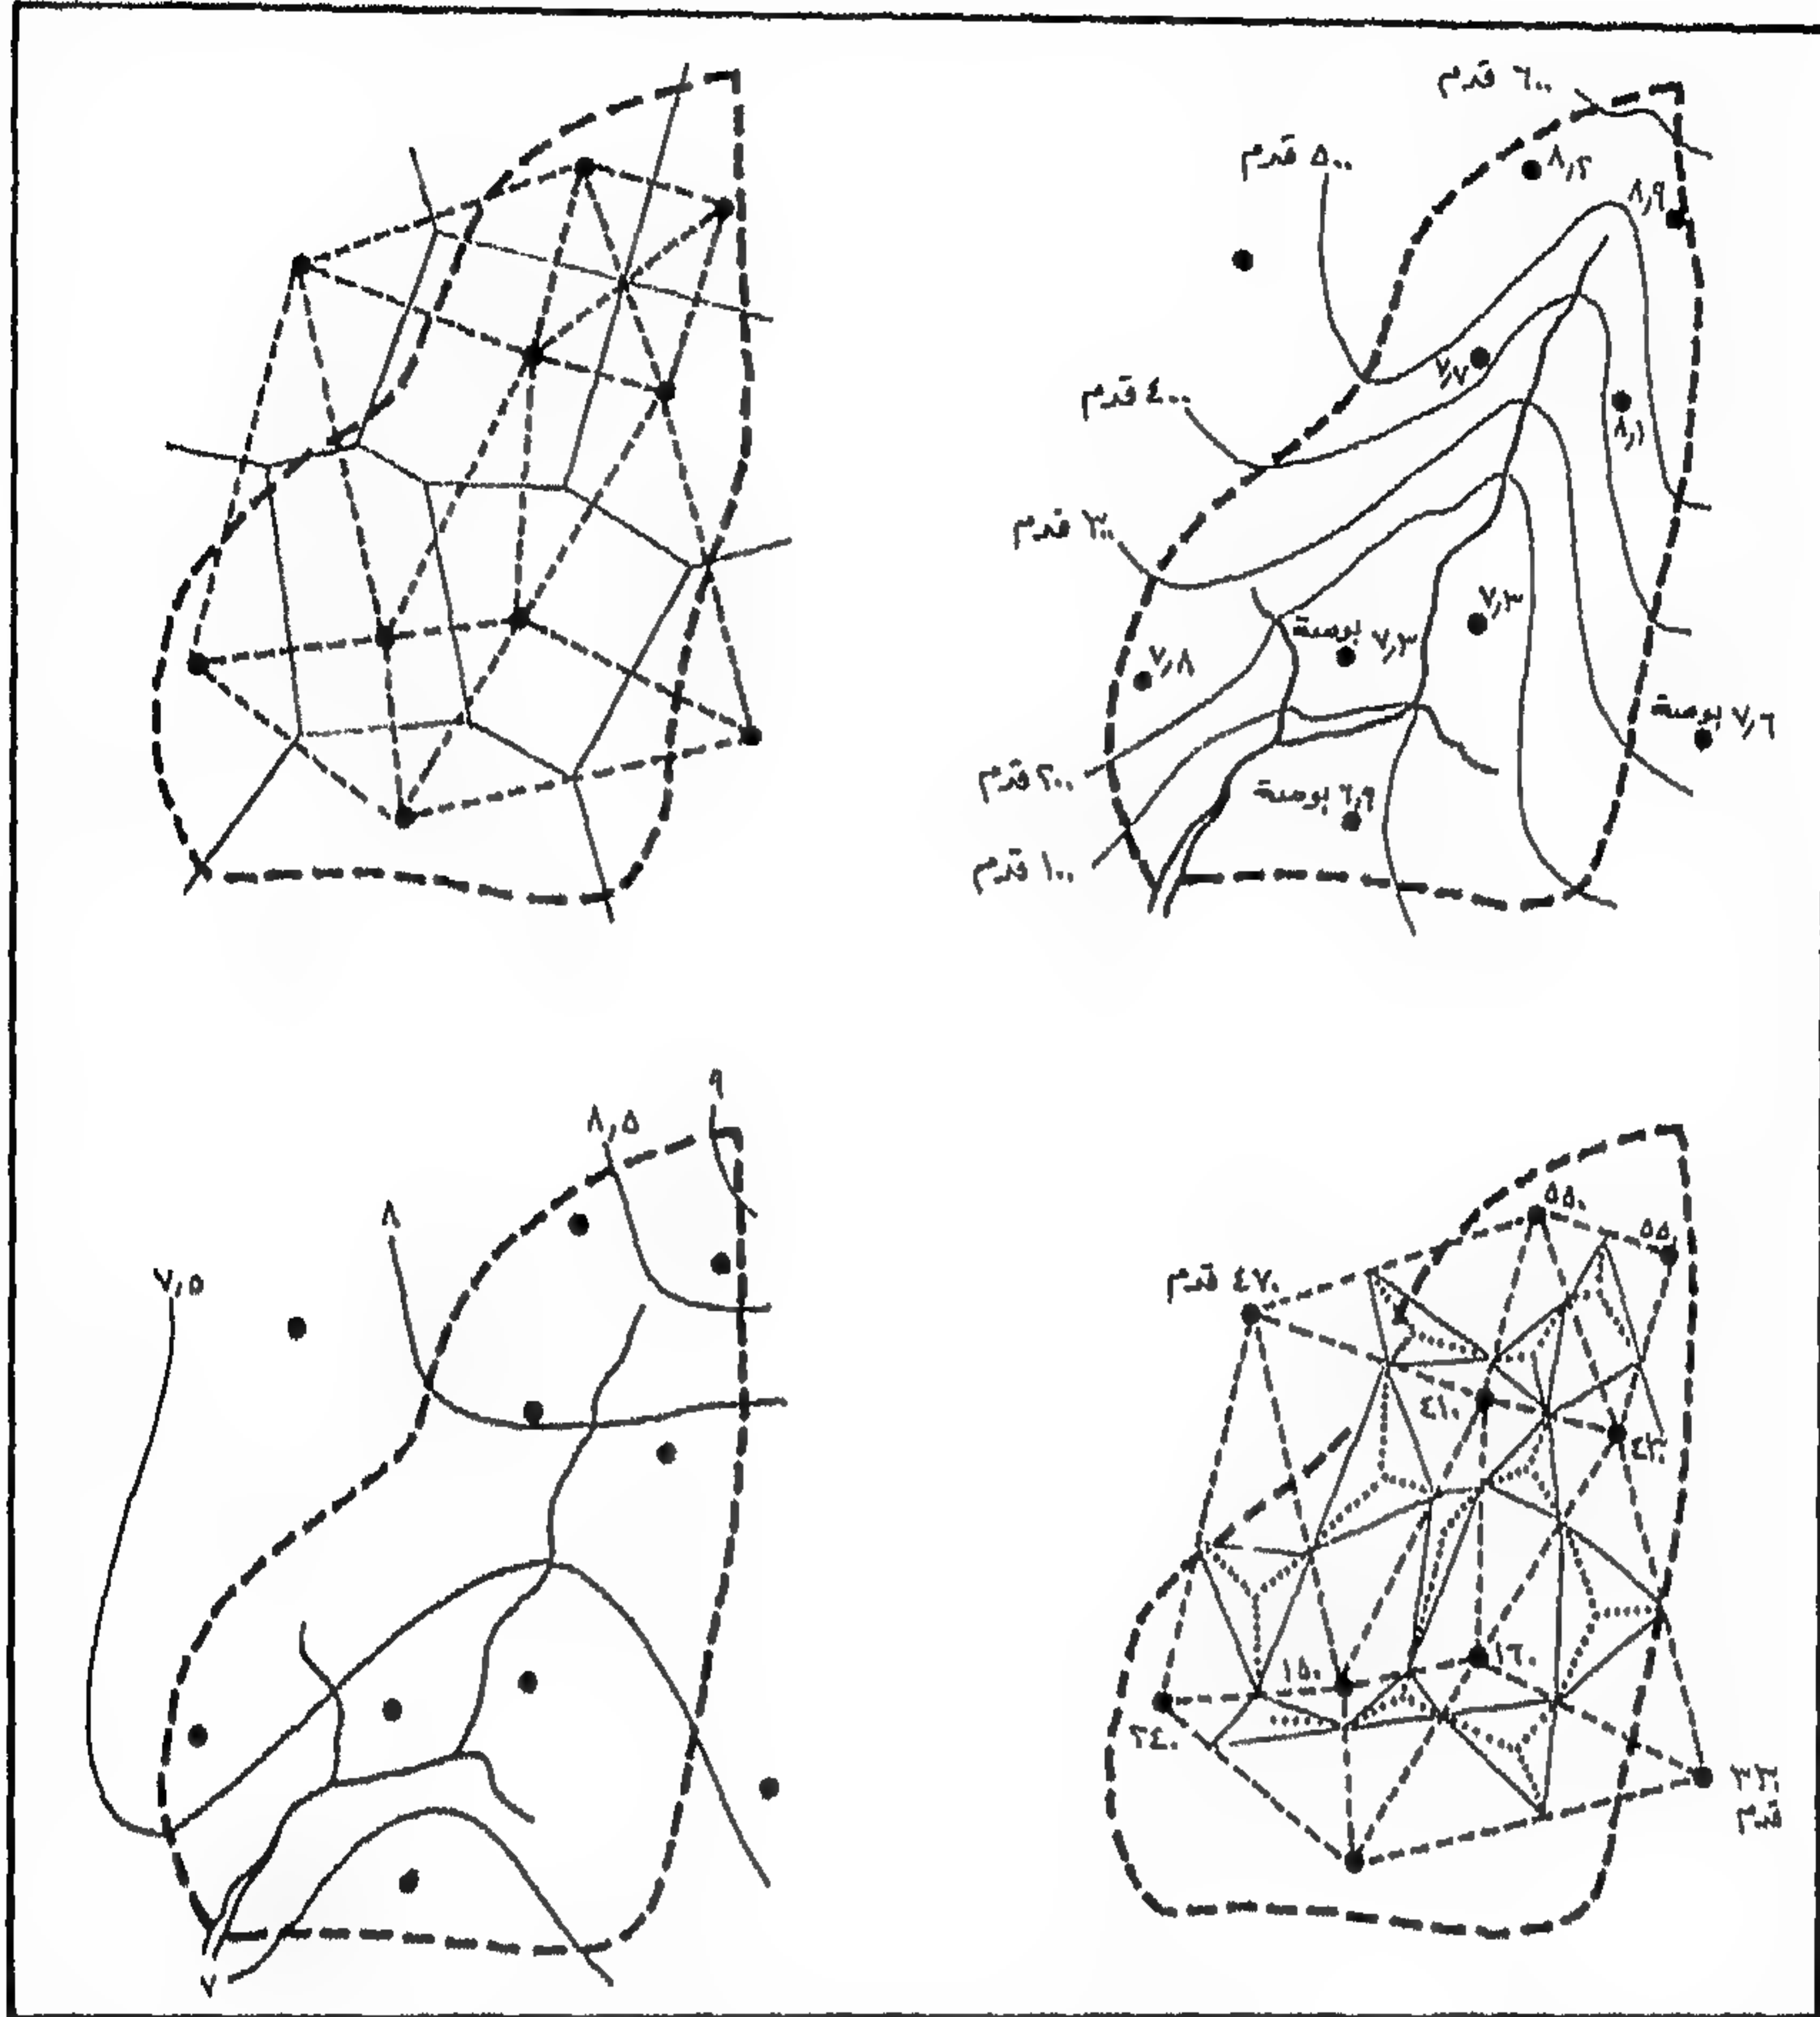 ٦٠٠ قدم
٥٠٠ قدم
٨,٢
٨,٩
٧,٧
٤٠٠ قدم
٨,١
٣٠٠ قدم
٧,٣
٧,٣ بوصة
٧,٨
٧,٦ بوصة
٢٠٠ قدم
٦,٩ بوصة
١٠٠ قدم
٩
٨,٥
٨
٧,٥
٧
٥٥٠
٥٥٠
٤٧٠ قدم
٤١٠
٤٣٠
١٦٠
١٥٠
٢٤٠
٣٣٠
قدم